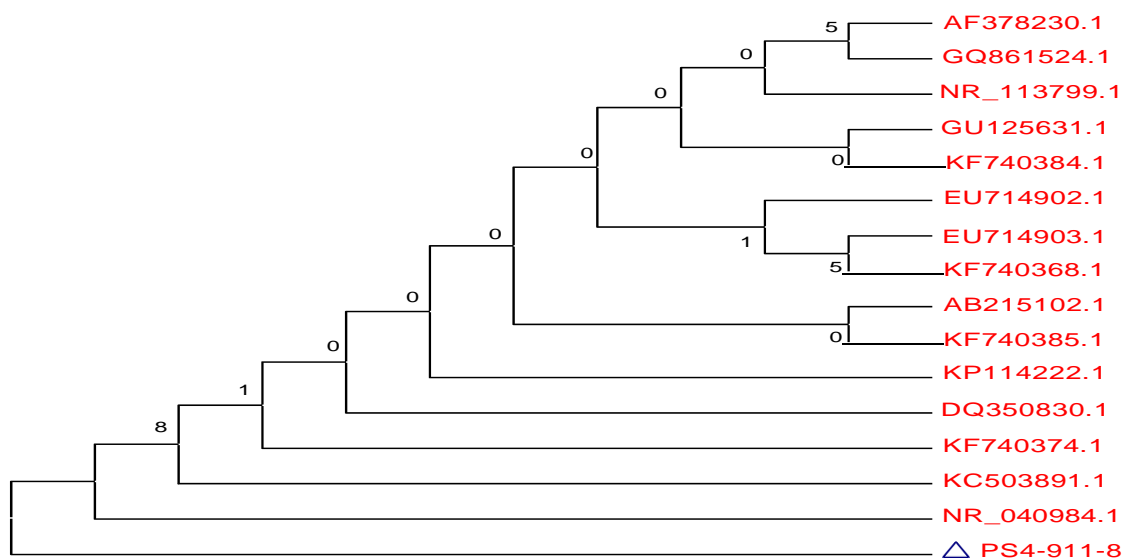 AF378230.1
5
GQ861524.1
0
NR_113799.1
0
GU125631.1
0
KF740384.1
0
EU714902.1
1
EU714903.1
5
KF740368.1
0
AB215102.1
0
KF740385.1
0
KP114222.1
0
DQ350830.1
1
KF740374.1
8
KC503891.1
NR_040984.1
PS4-911-8